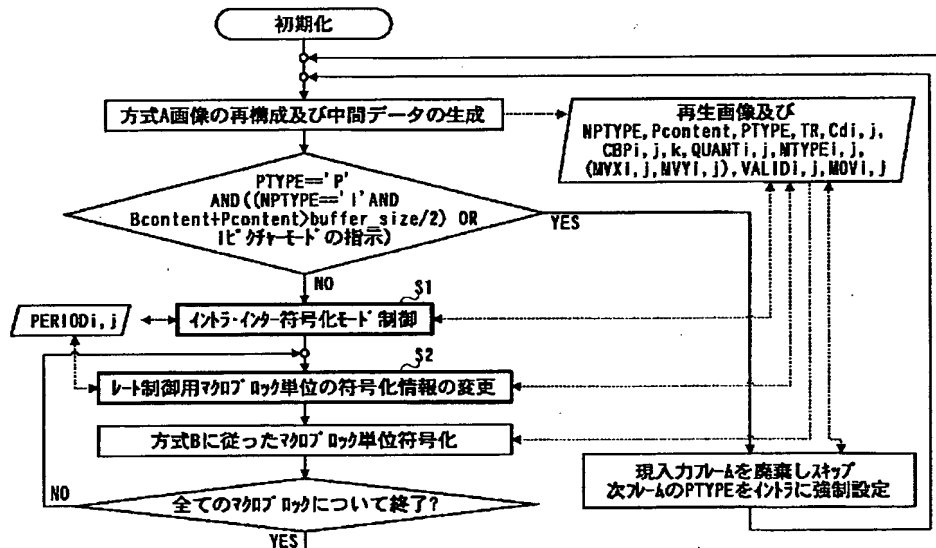 初期化
方式A画像の再構成及び中間データの生成
再生画像及び
NPTYPE, Pcontent, PTYPE, TR, Cdi, j,
CBPi, j, k, QUANTi, j, MTYPEi, j,
(MVXi, j, MVYi, j), VALIDi, j, MOVi, j
PTYPE=='P'
AND((NPTYPE=='I' AND
Bcontent+Pcontent>buffer_size/2) OR
Iピクチャーモードの指示)
YES
NO
S1
PERIODi, j
イントラ・インター符号化モード制御
S2
レート制御用マクロブロック単位の符号化情報の変更
方式Bに従ったマクロブロック単位符号化
現入力フレームを廃棄しスキップ
次フレームのPTYPEをイントラに強制設定
NO
全てのマクロブロックについて終了?
YES